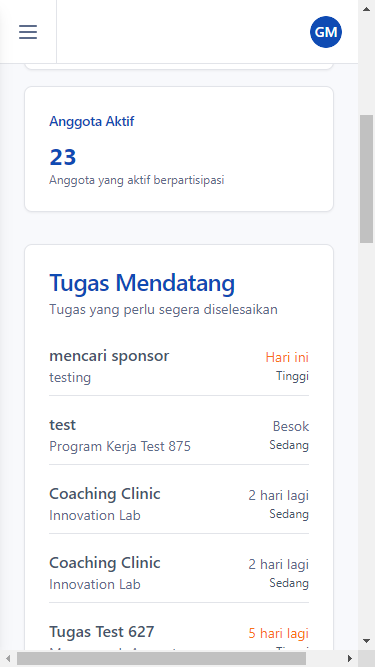 GM
Anggota Aktif
23
Anggota yang aktif berpartisipasi
Tugas Mendatang
Tugas yang perlu segera diselesaikan
mencari sponsor
Hari ini
testing
Tinggi
test
Besok
Program Kerja Test 875
Sedang
Coaching Clinic
2 hari lagi
Innovation Lab
Sedang
Coaching Clinic
2 hari lagi
Innovation Lab
Sedang
Tugas Test 627
5 hari lagi